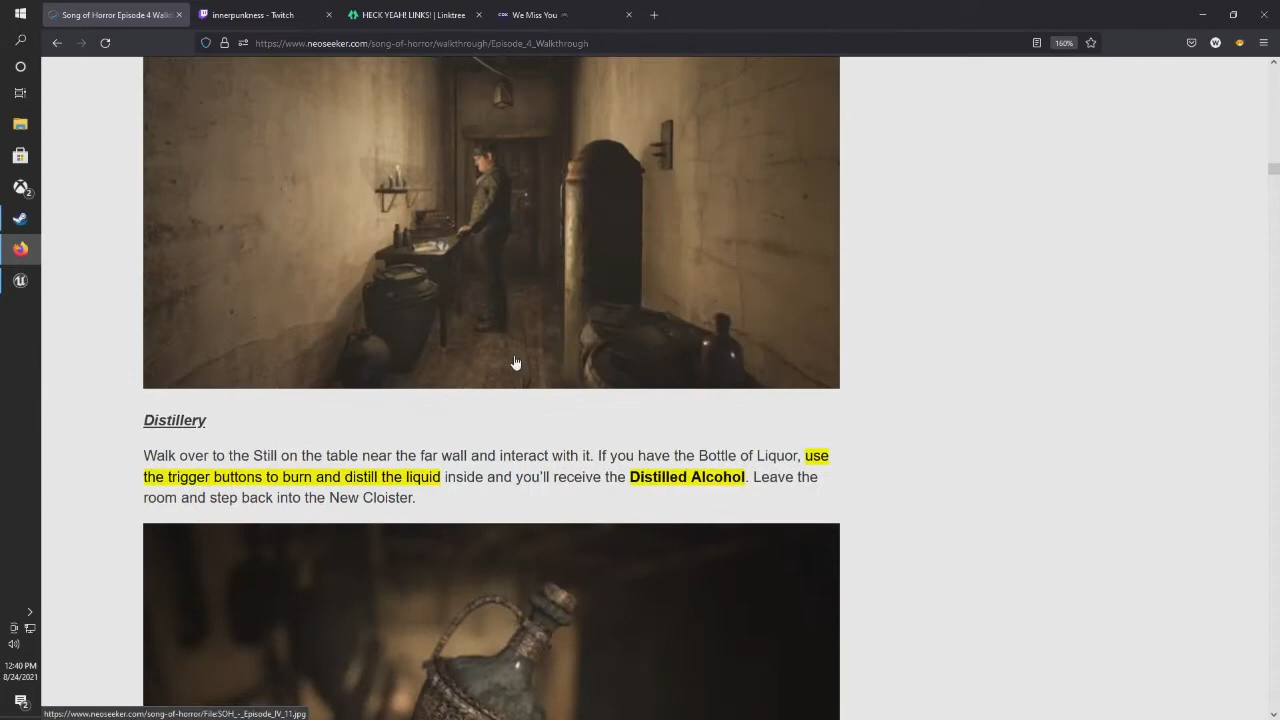 Song of Horror Episode 4 Walkt
innerpunkness - Twitch
HECK YEAH! LINKS! | Linktree
We Miss You
https://www.neoseeker.com/song-of-horror/walkthrough/Episode_4_Walkthrough
160%
Distillery
Walk over to the Still on the table near the far wall and interact with it. If you have the Bottle of Liquor, use
the trigger buttons to burn and distill the liquid inside and you'll receive the Distilled Alcohol. Leave the
room and step back into the New Cloister.
12:40 PM
8/24/2021
https://www.neoseeker.com/song-of-horror/File:SOH_-_Episode_IV_11.jpg